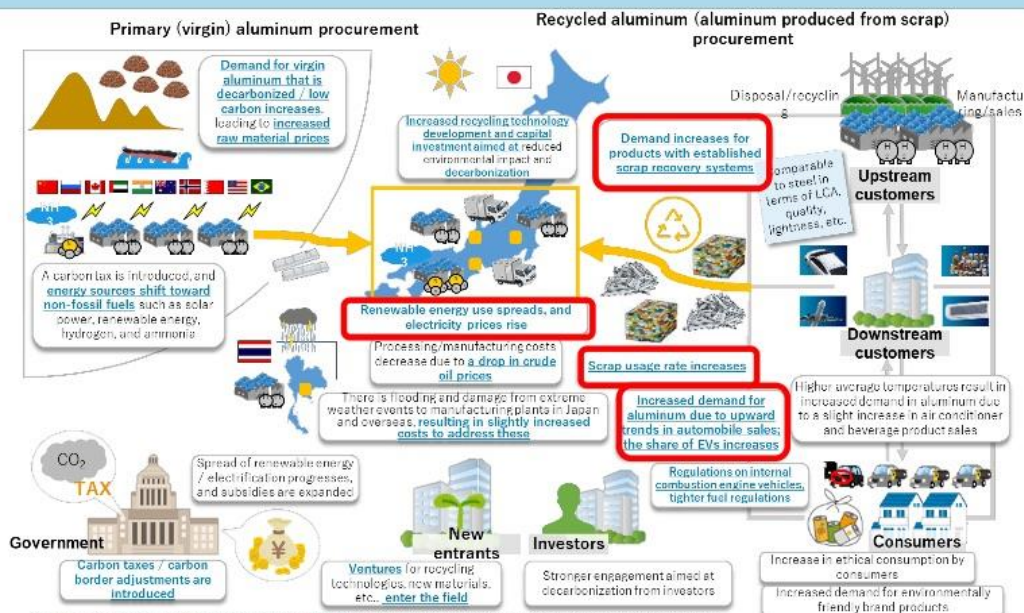 Primary (virgin) aluminum procurement
Recycled aluminum (aluminum produced from scrap)
procurement
Demand for virgin
aluminum that is
decarbonized / low
carbon increases,
leading to increased
raw material prices
Increased recycling technology
development and capital
investment aimed at reduced
environmental impact and
decarbonization
Demand increases for
products with established
scrap recovery systems
Disposal/recyclin
g
Manufactu
ring/sales
H H
H H
Upstream
customers
Comparable
to steel in
terms of LCA,
quality,
lightness, etc.
NH
3
NH
3
A carbon tax is introduced, and
energy sources shift toward
non-fossil fuels such as solar
power, renewable energy,
hydrogen, and ammonia
Renewable energy use spreads, and
electricity prices rise
Processing/manufacturing costs
decrease due to a drop in crude
oil prices
Scrap usage rate increases
Downstream
customers
There is flooding and damage from extreme
weather events to manufacturing plants in Japan
and overseas, resulting in slightly increased
costs to address these
Increased demand for
aluminum due to upward
trends in automobile sales;
the share of EVs increases
Higher average temperatures result in
increased demand in aluminum due
to a slight increase in air conditioner
and beverage product sales
CO2
TAX
Spread of renewable energy
/ electrification progresses,
and subsidies are expanded
Regulations on internal
combustion engine vehicles,
tighter fuel regulations
Government
¥
New
entrants
Investors
Consumers
Carbon taxes / carbon
border adjustments are
introduced
Ventures for recycling
technologies, new materials,
etc., enter the field
Stronger engagement aimed at
decarbonization from investors
Increase in ethical consumption by
consumers
Increased demand for environmentally
friendly brand products